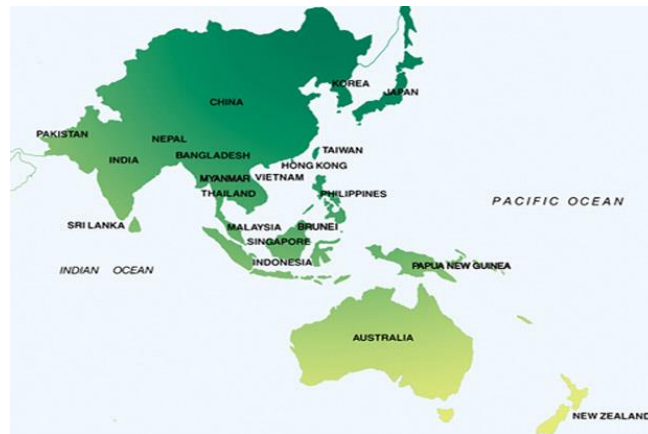 KOREA
JAPAN
CHINA
PAKISTAN
NEPAL
TAIWAN
INDIA
BANGLADESH
HONG KONG
MYANMAR
VIETNAM
THAILAND
PHILIPPINES
PACIFIC OCEAN
SRI LANKA
MALAYSIA
BRUNEI
SINGAPORE
INDONESIA
PAPUA NEW GUINEA
INDIAN OCEAN
AUSTRALIA
NEW ZEALAND